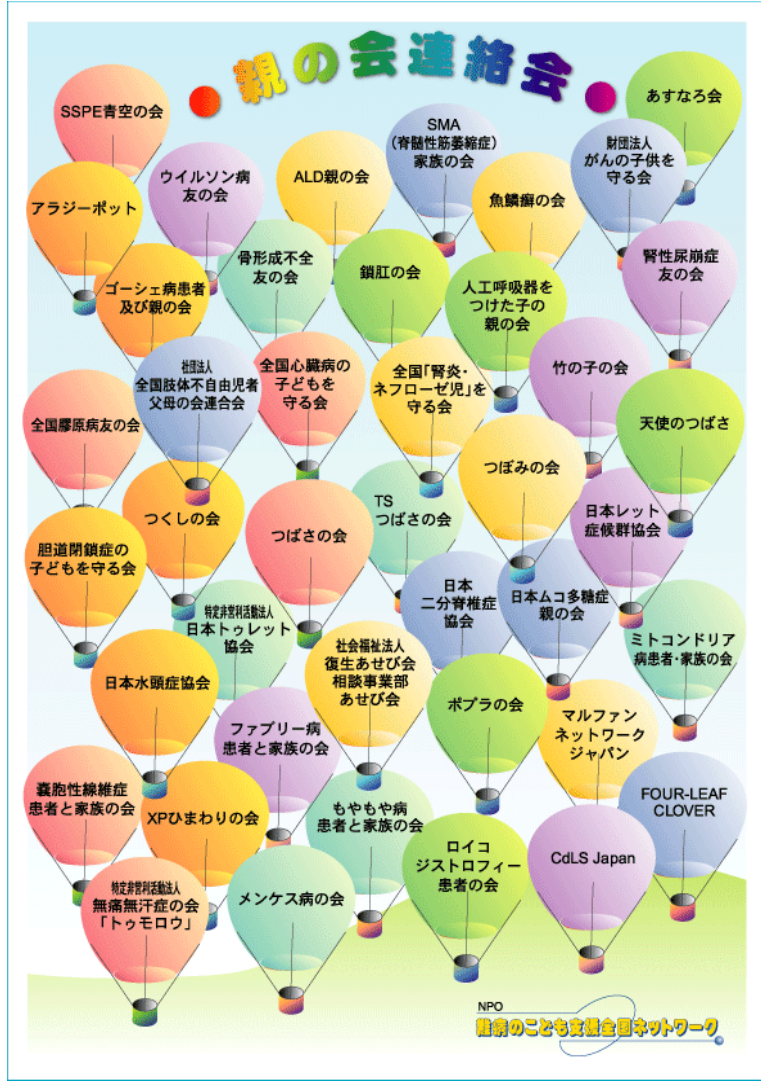 親の会連絡会
SSPE青空の会
あすなろ会
SMA
(脊髄性筋萎縮症)
家族の会
財団法人
がんの子供を
守る会
アラジーポット
ウイルソン病
友の会
ALD親の会
魚鱗癬の会
ゴーシェ病患者
及び親の会
骨形成不全
友の会
鎖肛の会
人工呼吸器を
つけた子の
親の会
腎性尿崩症
友の会
全国膠原病友の会
社団法人
全国肢体不自由児者
父母の会連合会
全国心臓病の
子どもを
守る会
全国「腎炎・
ネフローゼ児」を
守る会
竹の子の会
天使のつばさ
胆道閉鎖症の
子どもを守る会
つくしの会
つばさの会
TS
つばさの会
つぼみの会
日本レット
症候群協会
特定非営利活動法人
日本トゥレット
協会
日本
二分脊椎症
協会
日本ムコ多糖症
親の会
ミトコンドリア
病患者・家族の会
日本水頭症協会
ファブリー病
患者と家族の会
社会福祉法人
復生あせび会
相談事業部
あせび会
ポプラの会
マルファン
ネットワーク
ジャパン
嚢胞性線維症
患者と家族の会
XPひまわりの会
もやもや病
患者と家族の会
ロイコ
ジストロフィー
患者の会
CdLS Japan
FOUR-LEAF
CLOVER
特定非営利活動法人
無痛無汗症の会
「トゥモロウ」
メンケス病の会
NPO
難病のこども支援全国ネットワーク